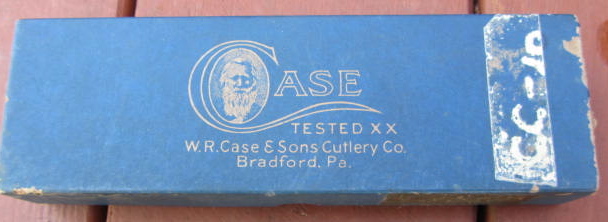 CASE
TESTED XX
W.R. Case & Sons Cutlery Co.
Bradford, Pa.